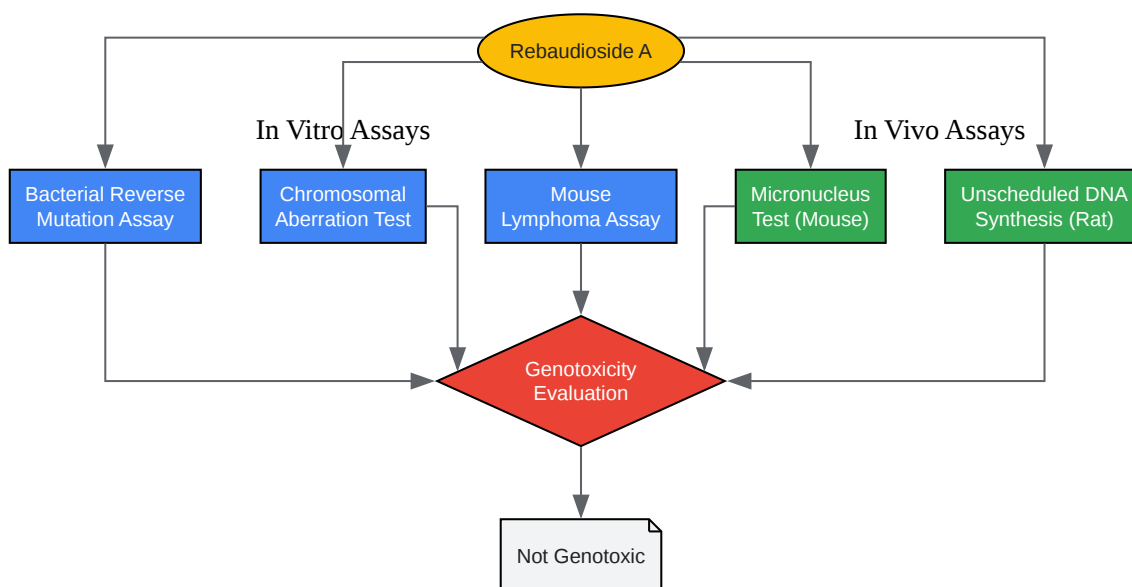 Rebaudioside A
In Vitro Assays
In Vivo Assays
Bacterial Reverse
Mutation Assay
Chromosomal
Aberration Test
Mouse
Lymphoma Assay
Micronucleus
Test (Mouse)
Unscheduled DNA
Synthesis (Rat)
Genotoxicity
Evaluation
Not Genotoxic